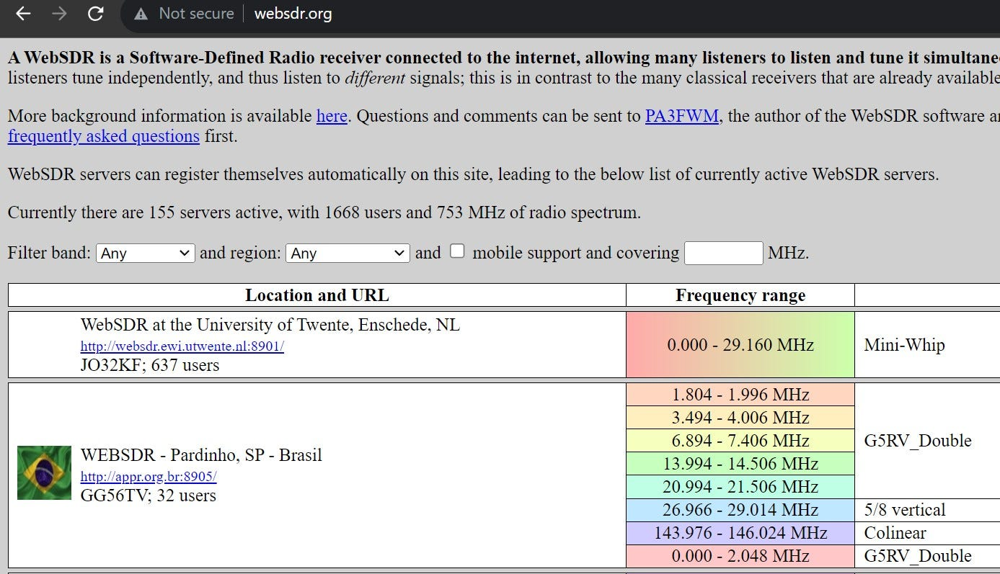 Not secure websdr.org
A WebSDR is a Software-Defined Radio receiver connected to the internet, allowing many listeners to listen and tune it
listeners tune independently, and thus listen to different signals; this is in contrast to the many classical receivers that are already available
More background information is available here. Questions and comments can be sent to PA3FWM, the author of the WebSDR software
frequently asked questions first.
WebSDR servers can register themselves automatically on this site, leading to the below list of currently active WebSDR servers.
Currently there are 155 servers active, with 1668 users and 753 MHz of radio spectrum.
Filter band: Any and region: Any and mobile support and covering MHz.
Location and URL Frequency range
WebSDR at the University of Twente, Enschede, NL
http://websdr.ewi.utwente.nl:8901/
JO32KF; 637 users
0.000 - 29.160 MHz Mini-Whip
WEBSDR - Pardinho, SP - Brasil
http://appr.org.br:8905/
GG56TV; 32 users
1.804 - 1.996 MHz
3.494 - 4.006 MHz
6.894 - 7.406 MHz G5RV_Double
13.994 - 14.506 MHz
20.994 - 21.506 MHz
26.966 - 29.014 MHz 5/8 vertical
143.976 - 146.024 MHz Colinear
0.000 - 2.048 MHz G5RV_Double